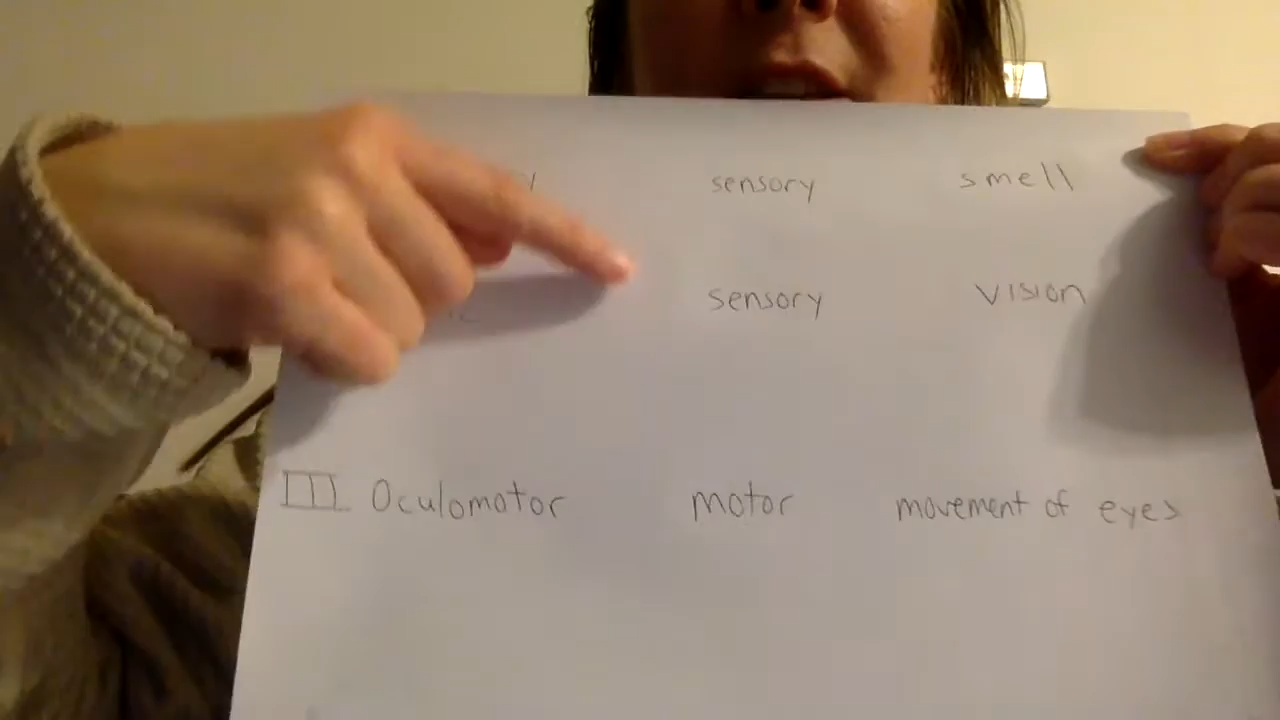 sensory smell
sensory vision
III Oculomotor motor movement of eyes